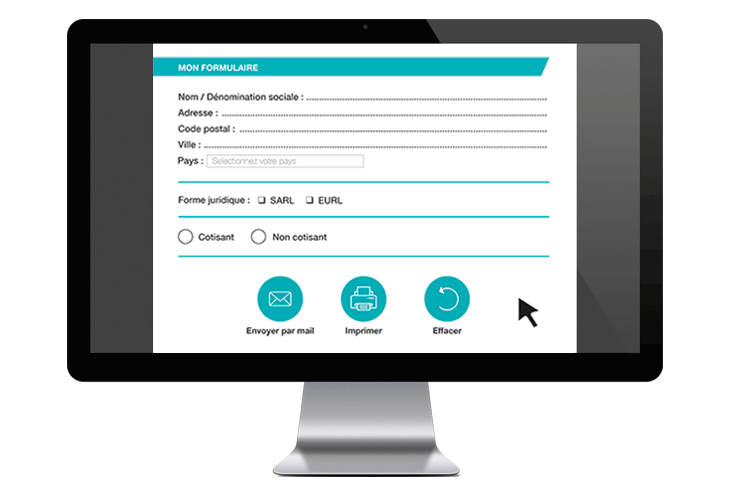 MON FORMULAIRE
Nom / Dénomination sociale :
Adresse :
Code postal :
Ville :
Pays : Selectionnez votre pays
Forme juridique : SARL EURL
Cotisant Non cotisant
Envoyer par mail Imprimer Effacer